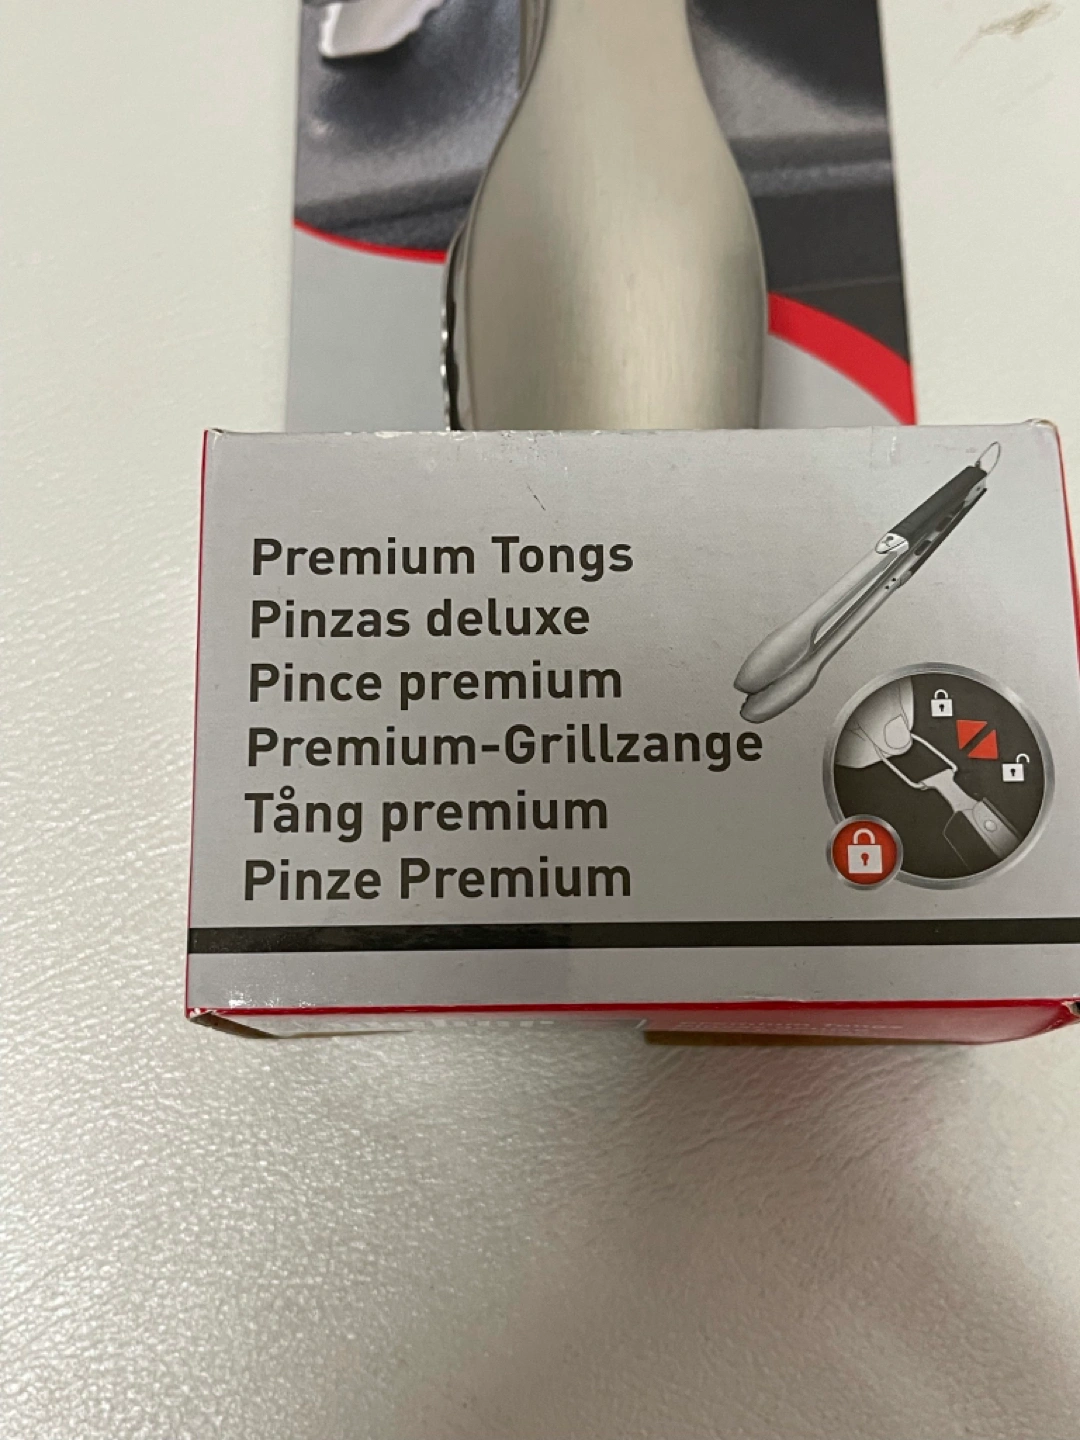 Premium Tongs
Pinzas deluxe
Pince premium
Premium-Grillzange
Tång premium
Pinze Premium